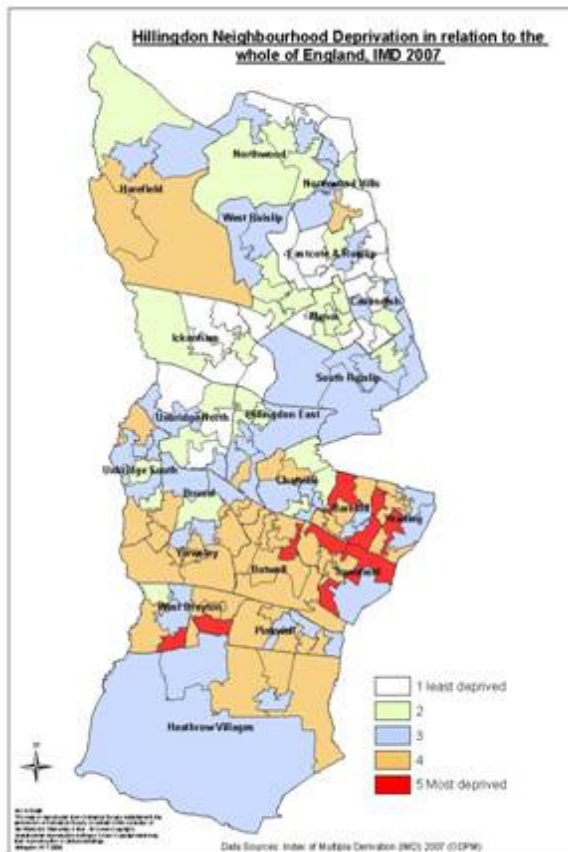 Hillingdon Neighbourhood Deprivation in relation to the
whole of England, IMD 2007
Northwood
Northwood Hills
Harefield
West Ruislip
Eastcote & Ruislip
Cavendish
Manor
Ickenham
South Ruislip
Uxbridge North
Hillingdon East
Uxbridge South
Charville
Brunel
Barnhill
Yeading
Yiewsley
Botwell
Townfield
West Drayton
Pinkwell
Heathrow Villages
1 least deprived
2
3
4
5 Most deprived
Data Sources: Index of Multiple Derivation (IMD) 2007 (ODPM)